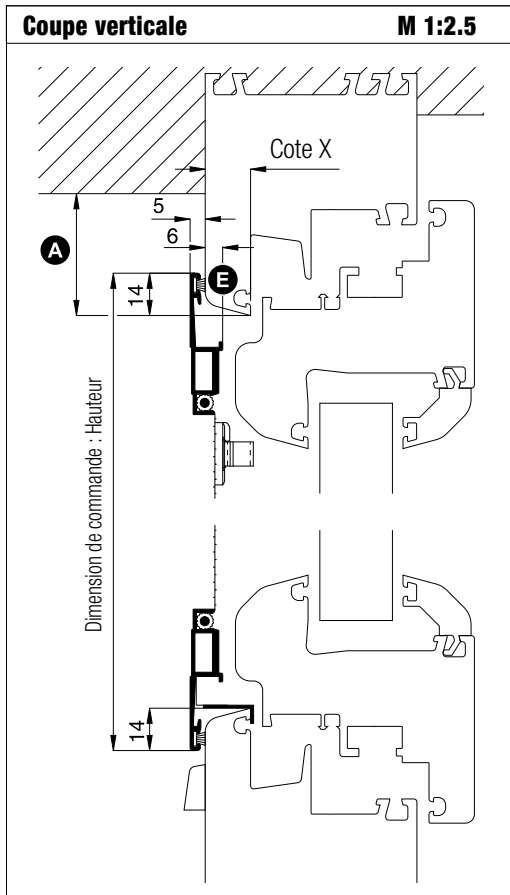 Coupe verticale M 1:2.5
Cote X
5
A
6
E
14
Dimension de commande : Hauteur
14